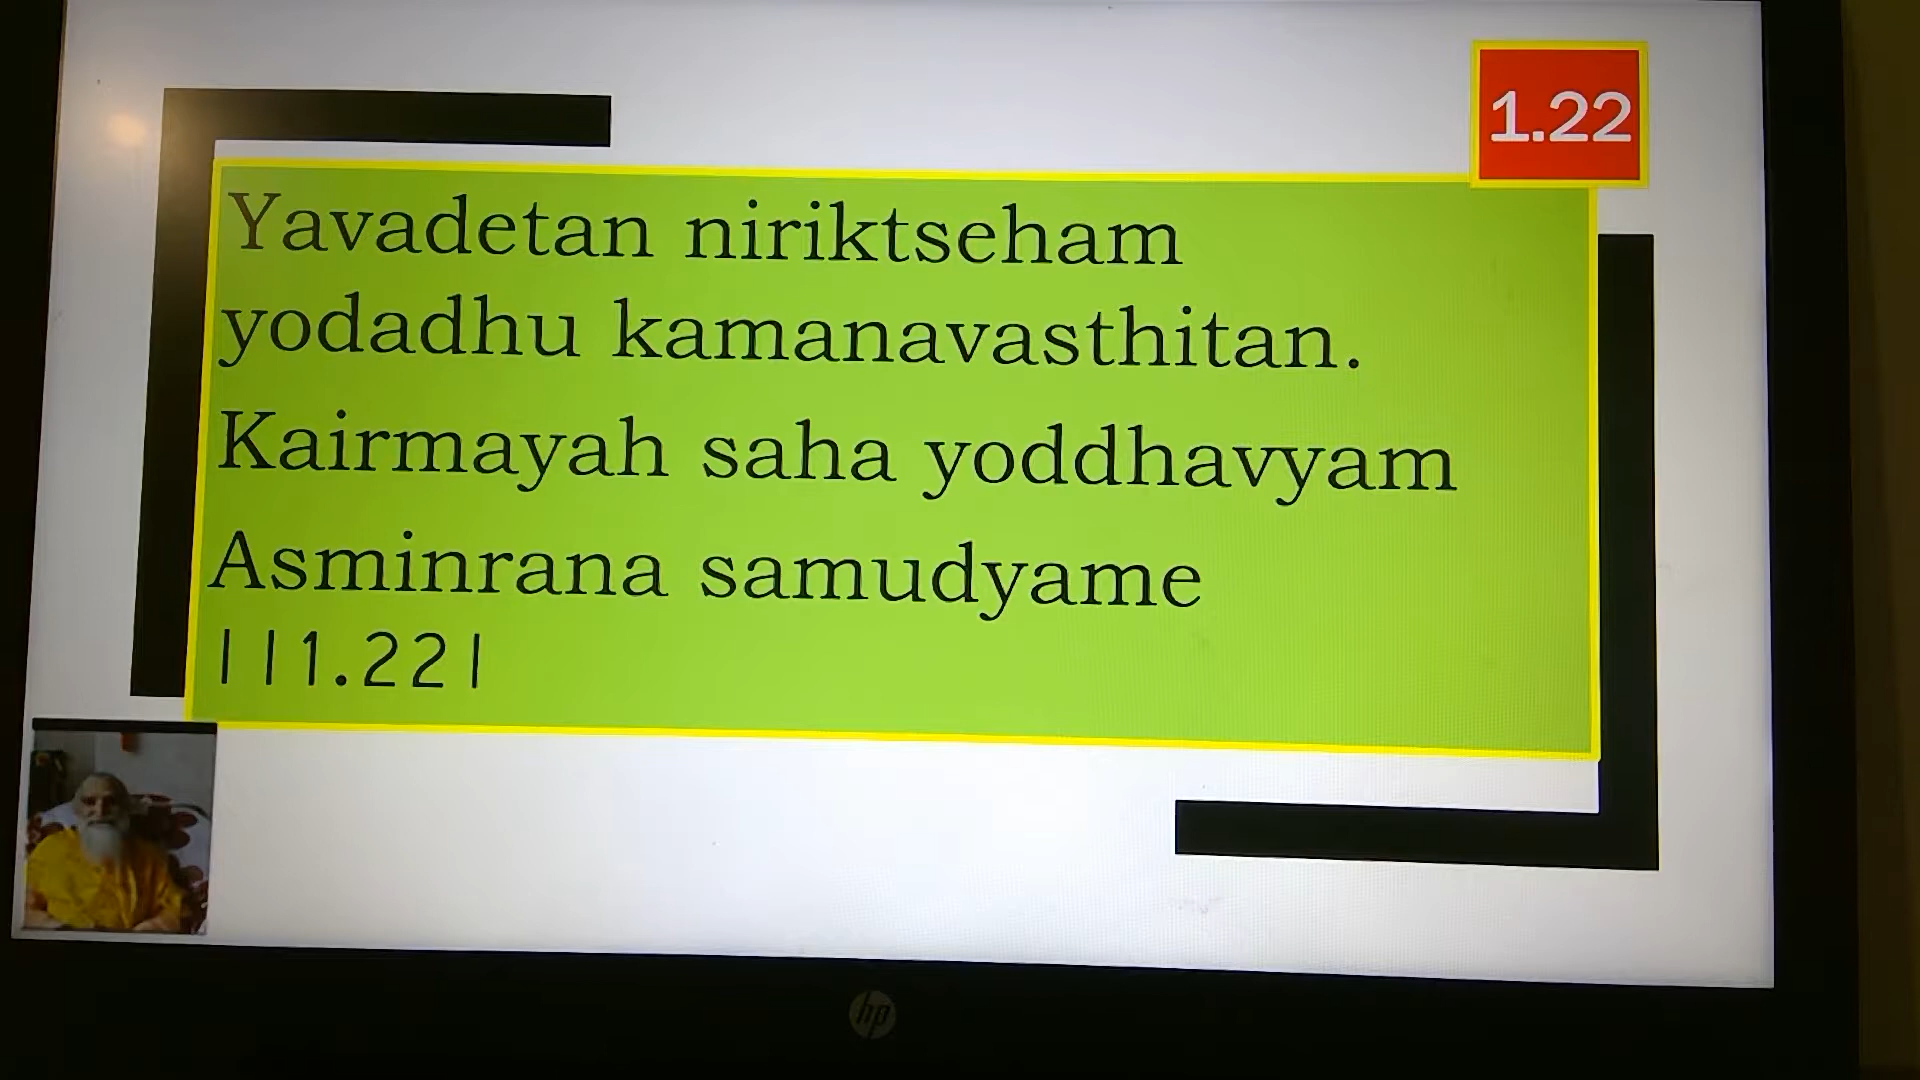 1.22
Yavadetan niriktseham
yodadhu kamanavasthitan.
Kairmayah saha yoddhavyam
Asminrana samudyame
||1.22|
hp